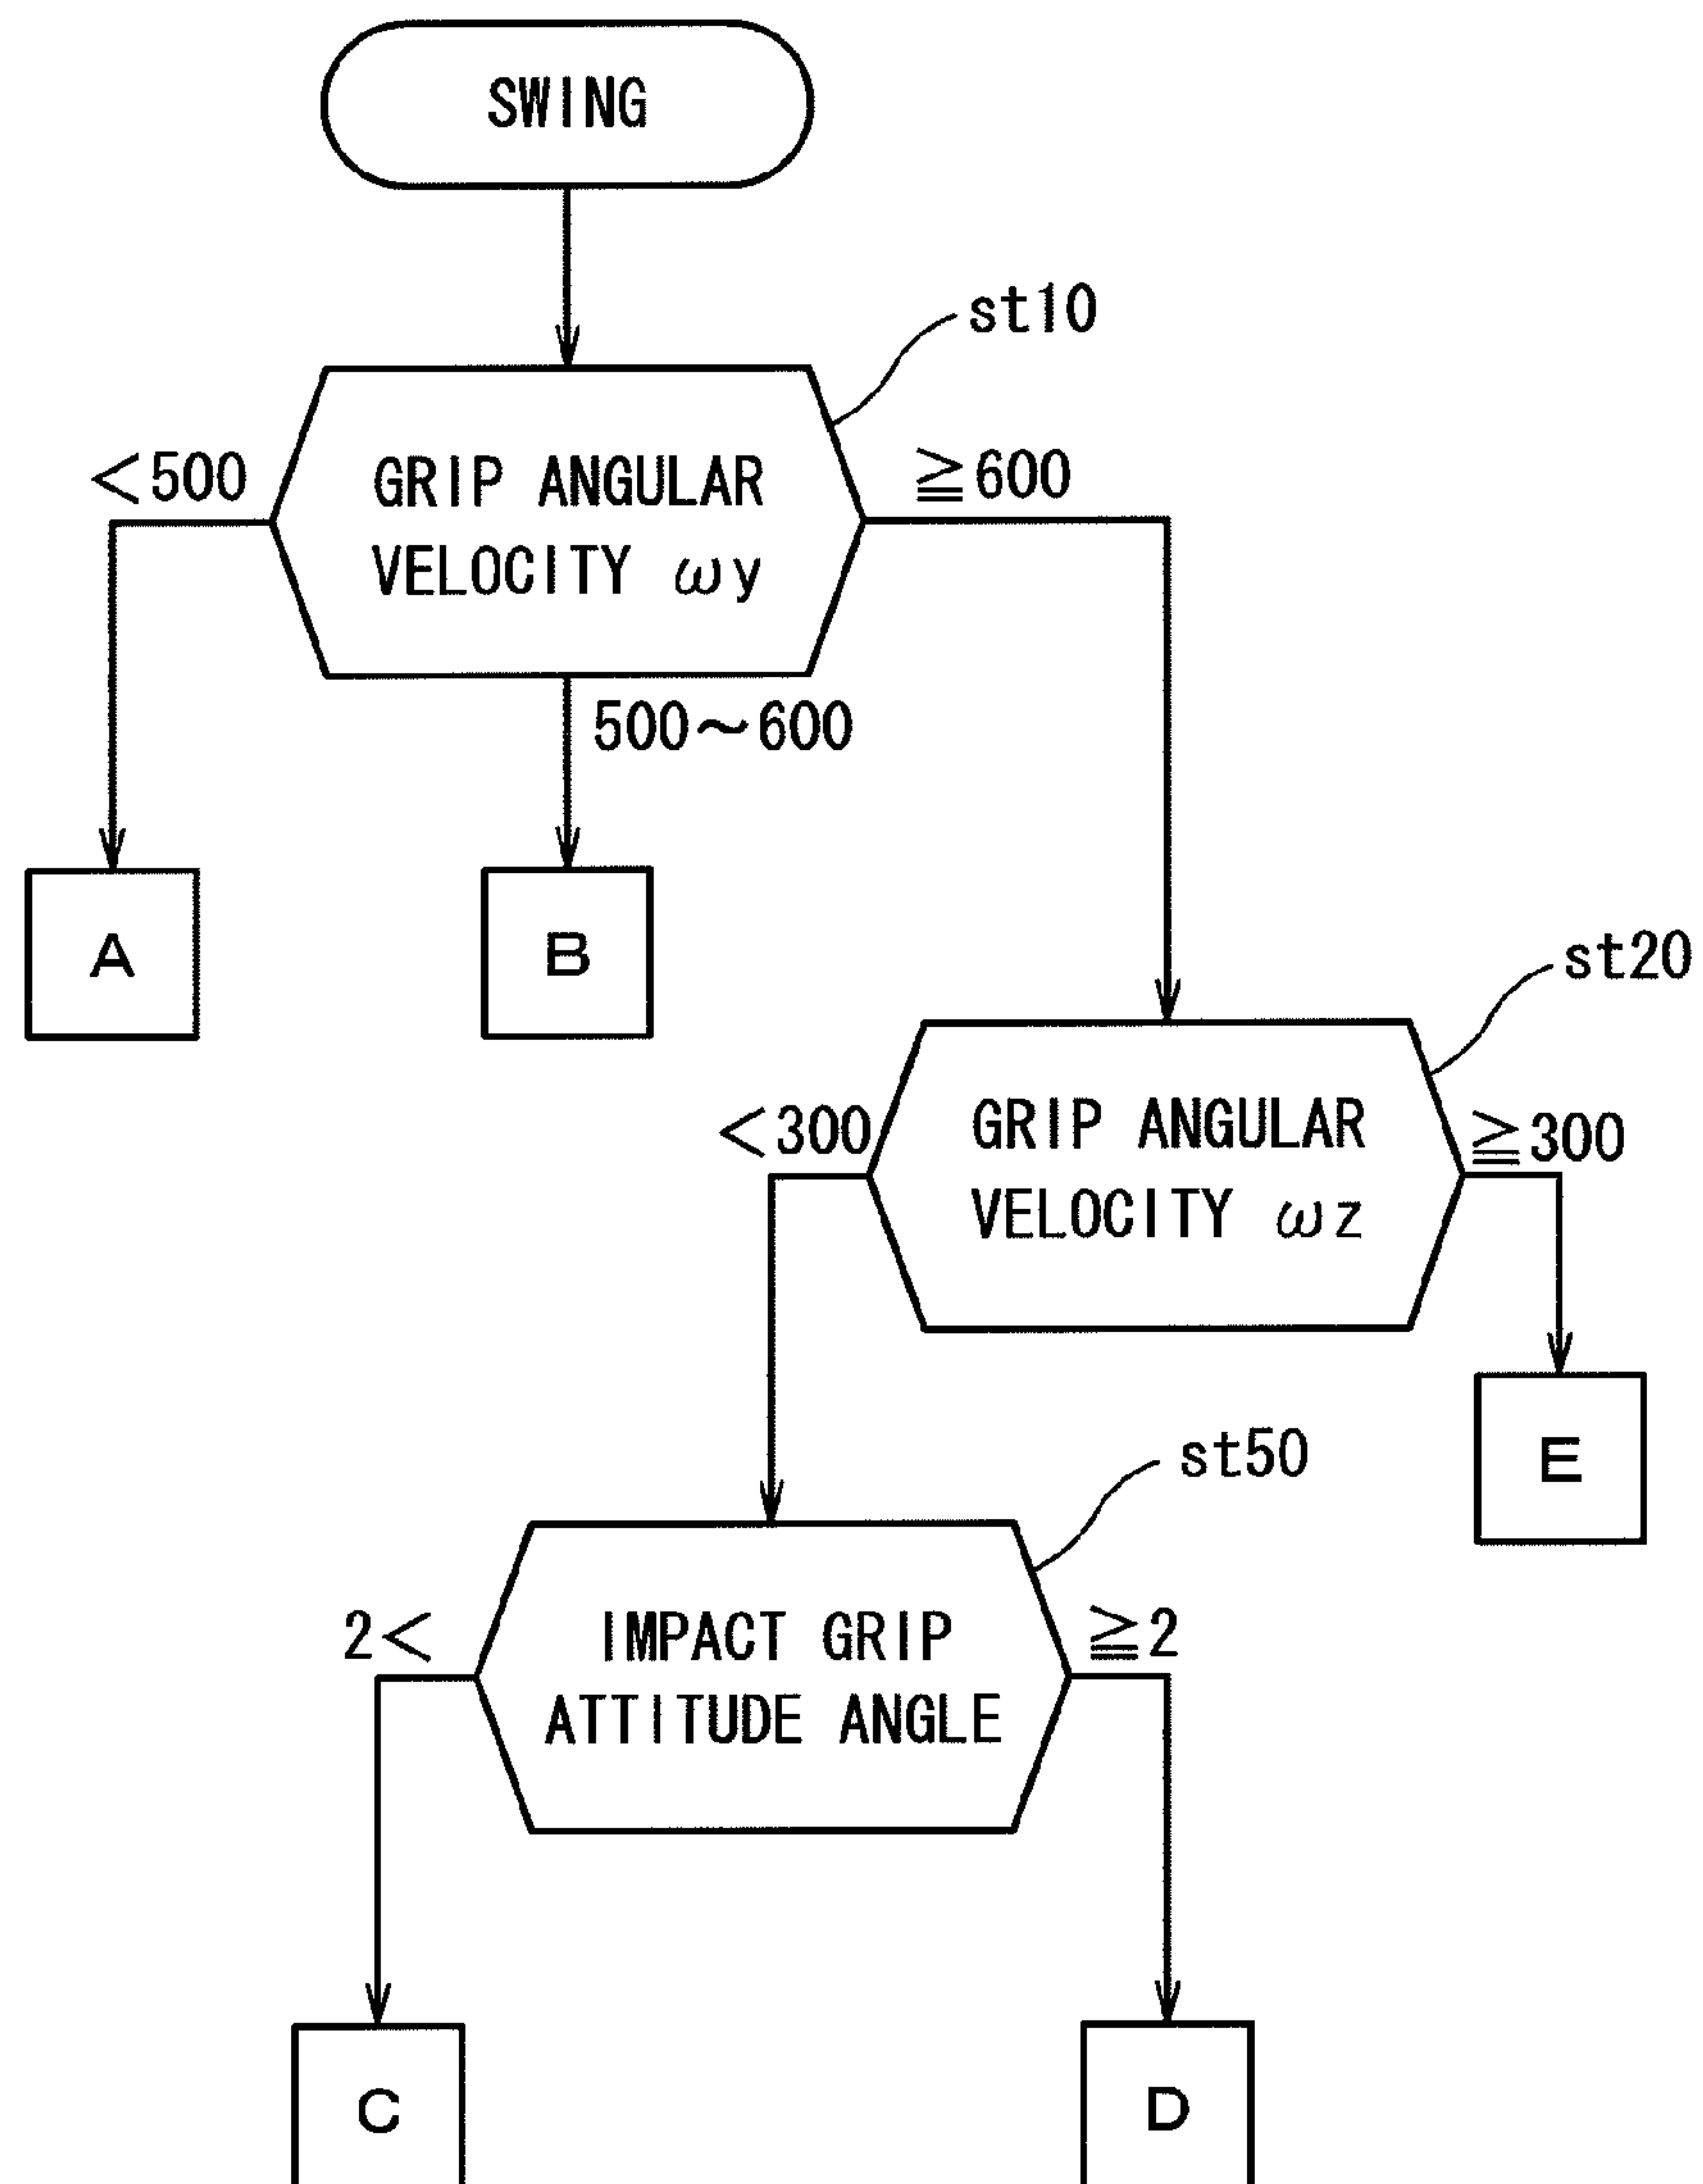 SWING
st10
<500
GRIP ANGULAR
VELOCITY ωy
≧600
500~600
A
B
st20
<300
GRIP ANGULAR
VELOCITY ωz
≧300
E
st50
2<
IMPACT GRIP
ATTITUDE ANGLE
≧2
C
D